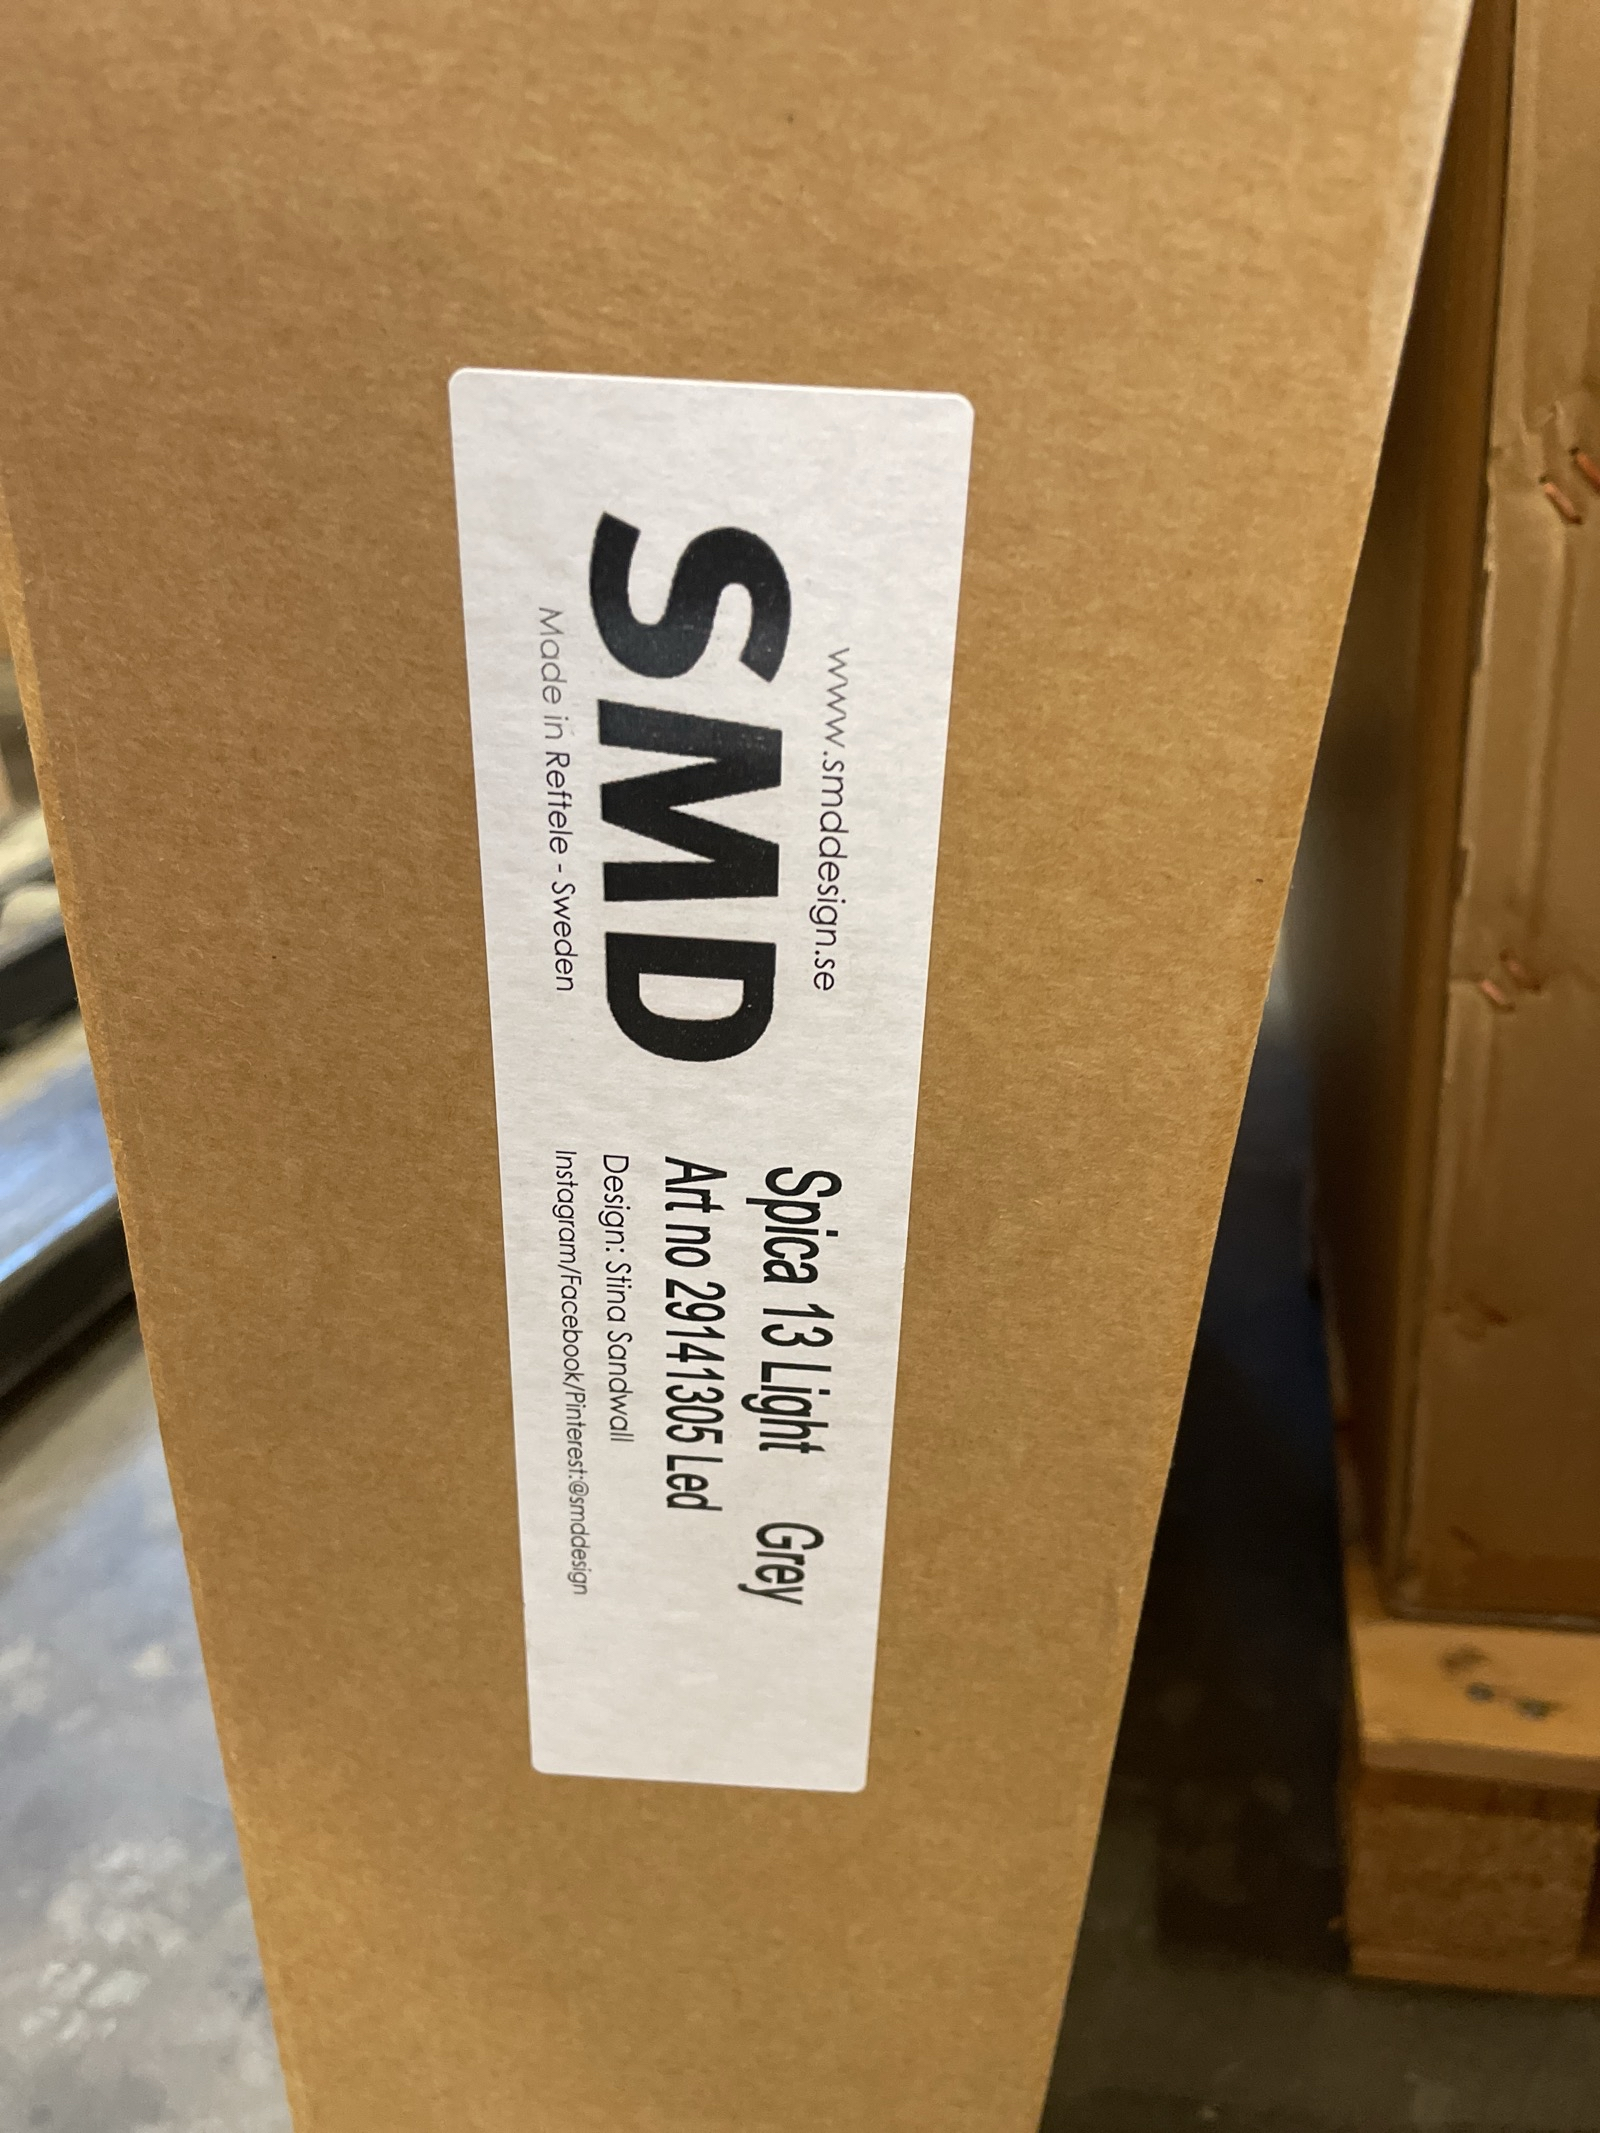 www.smddesign.se
SMD
Made in Reftele - Sweden
Spica 13 Light Grey
Art no 29141305 Led
Design: Stina Sandwall
Instagram/Facebook/Pinterest:@smddesign